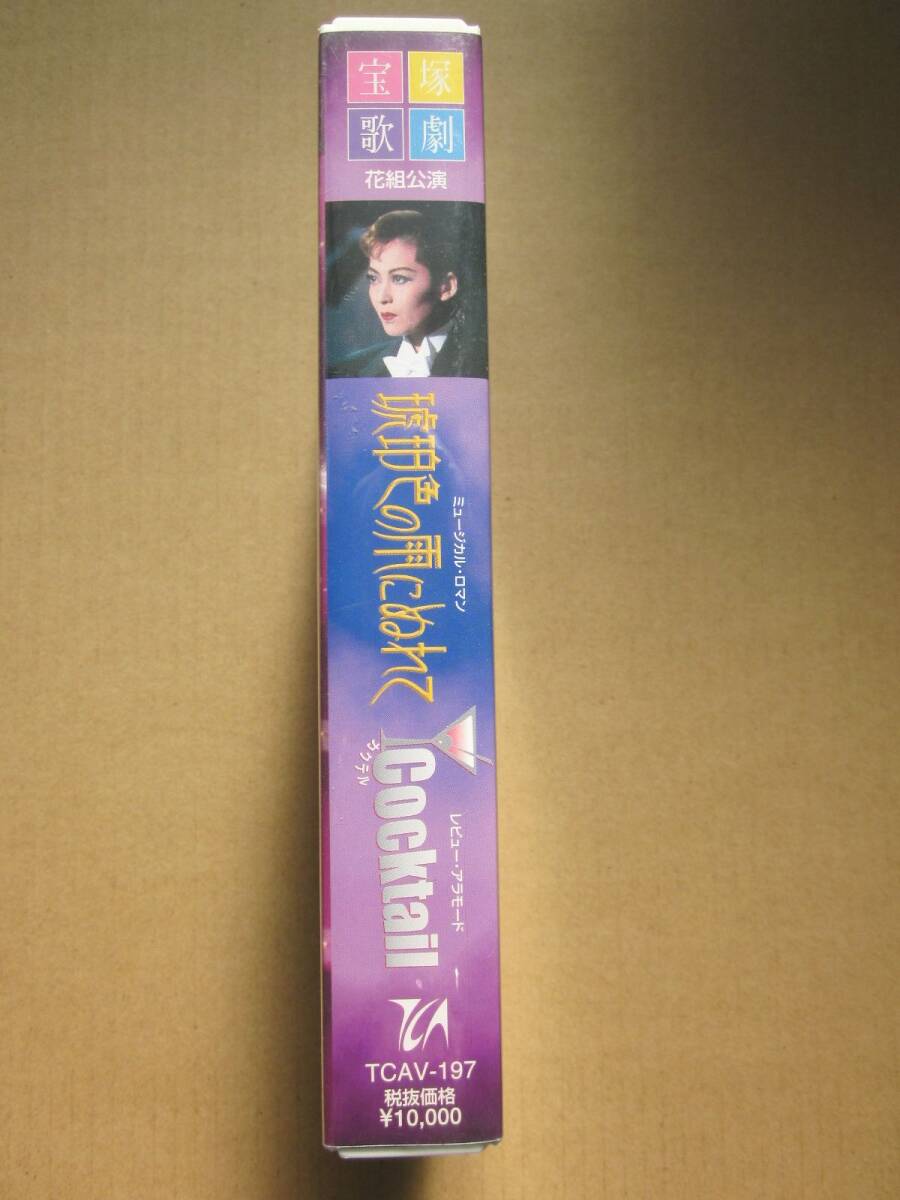 宝塚
歌劇
花組公演
ミュージカル・ロマン
琥珀色の雨にぬれて
レビュー・アラモード
Cocktail
カクテル
TCAV-197
税抜価格
¥10,000